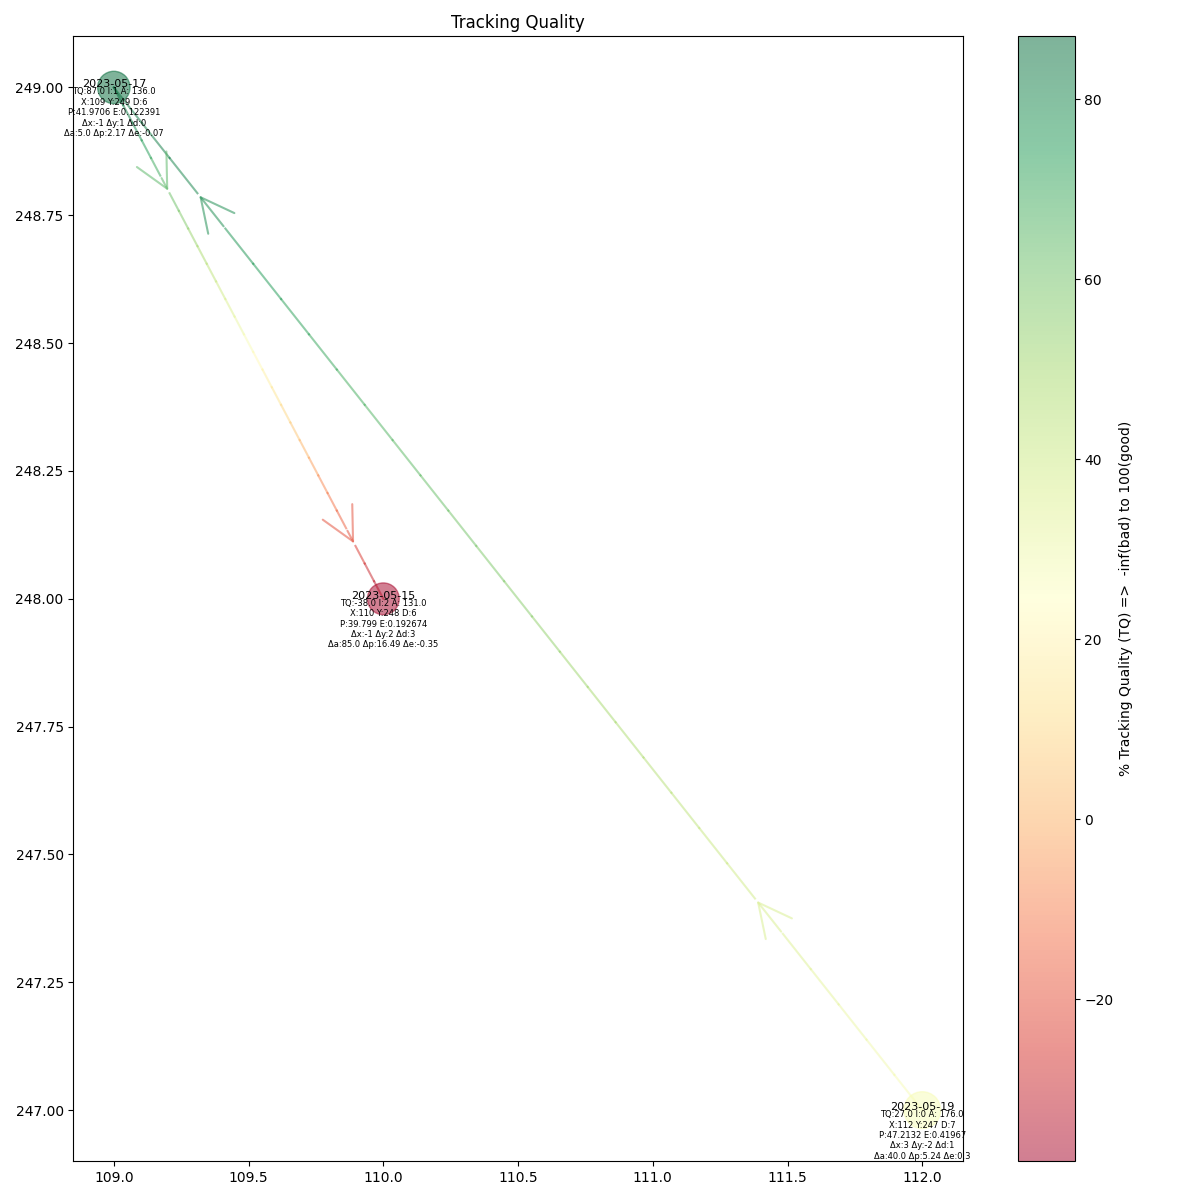 Tracking Quality
249.00
248.75
248.50
248.25
248.00
247.75
247.50
247.25
247.00
109.0 109.5 110.0 110.5 111.0 111.5 112.0
2023-05-17
TQ:87.0 I:1 A: 136.0
X:109 Y:249 D:6
P:41.9706 E:0.122391
Δx:-1 Δy:1 Δd:0
Δa:5.0 Δp:2.17 Δe:-0.07
2023-05-15
TQ:-38.0 I:2 A: 131.0
X:110 Y:248 D:6
P:39.799 E:0.192674
Δx:-1 Δy:2 Δd:3
Δa:85.0 Δp:16.49 Δe:-0.35
2023-05-19
TQ:27.0 I:0 A: 176.0
X:112 Y:247 D:7
P:47.2132 E:0.41967
Δx:3 Δy:-2 Δd:1
Δa:40.0 Δp:5.24 Δe:0.3
80
60
40
20
0
−20
% Tracking Quality (TQ) => -inf(bad) to 100(good)